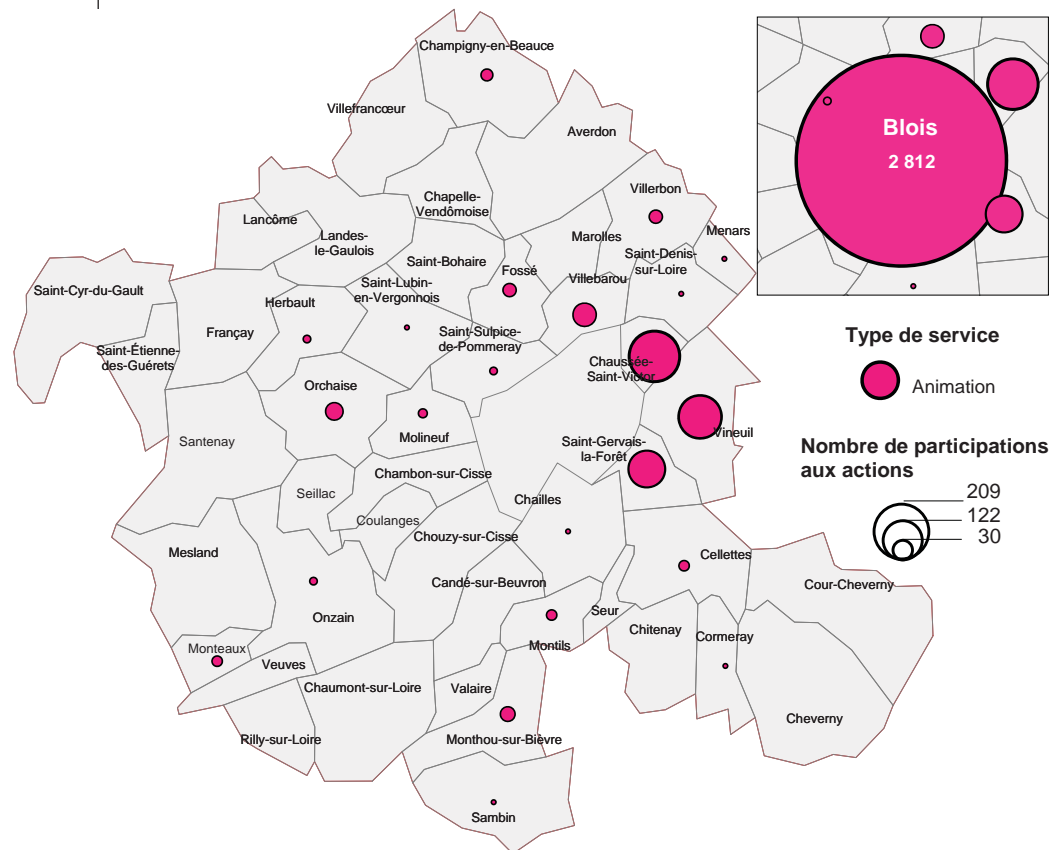 Champigny-en-Beauce
Villefrancœur
Averdon
Chapelle-
Vendômoise
Villerbon
Lancôme
Landes-
le-Gaulois
Marolles
Menars
Saint-Bohaire
Saint-Denis-
sur-Loire
Fossé
Villebarou
Saint-Cyr-du-Gault
Saint-Lubin-
en-Vergonnois
Herbault
Françay
Saint-Sulpice-
de-Pommeray
Saint-Étienne-
des-Guérets
Chaussée-
Saint-Victor
Orchaise
Santenay
Molineuf
Saint-Gervais-
la-Forêt
Vineuil
Chambon-sur-Cisse
Seillac
Chailles
Coulanges
Chouzy-sur-Cisse
Mesland
Cellettes
Candé-sur-Beuvron
Cour-Cheverny
Onzain
Seur
Chitenay
Cormeray
Monteaux
Montils
Veuves
Chaumont-sur-Loire
Valaire
Cheverny
Rilly-sur-Loire
Monthou-sur-Bièvre
Sambin
Blois
2 812
Type de service
Animation
Nombre de participations
aux actions
209
122
30